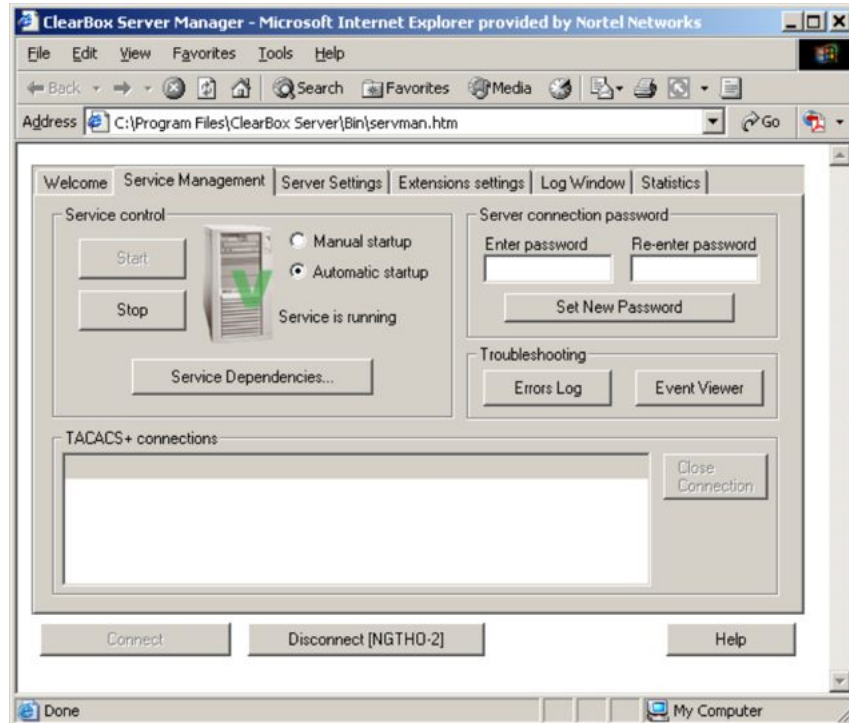 ClearBox Server Manager - Microsoft Internet Explorer provided by Nortel Networks
File Edit View Favorites Tools Help
Back Search Favorites Media
Address C:\Program Files\ClearBox Server\Bin\servman.htm Go
Welcome Service Management Server Settings Extensions settings Log Window Statistics
Service control Server connection password
Start Manual startup Enter password Re-enter password
Automatic startup
Stop Service is running Set New Password
Troubleshooting
Service Dependencies... Errors Log Event Viewer
TACACS+ connections
Close
Connection
Connect Disconnect [NGTHO-2] Help
Done My Computer